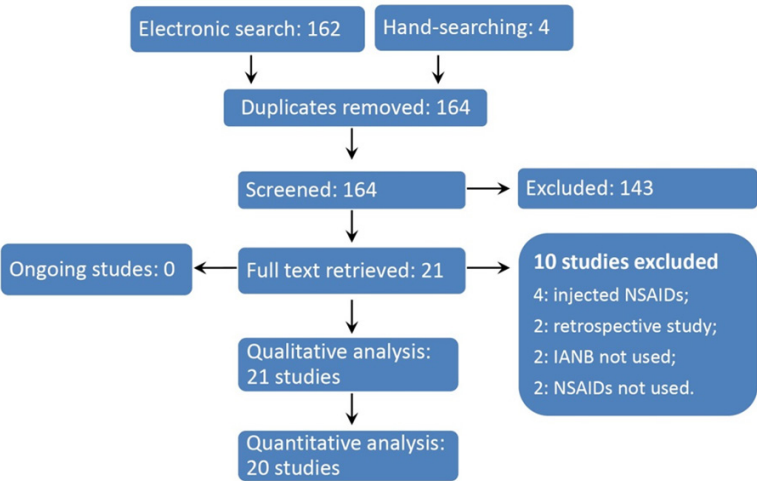 Electronic search: 162
Hand-searching: 4
Duplicates removed: 164
Screened: 164
Excluded: 143
Ongoing studes: 0
Full text retrieved: 21
10 studies excluded
4: injected NSAIDs;
2: retrospective study;
2: IANB not used;
2: NSAIDs not used.
Qualitative analysis:
21 studies
Quantitative analysis:
20 studies